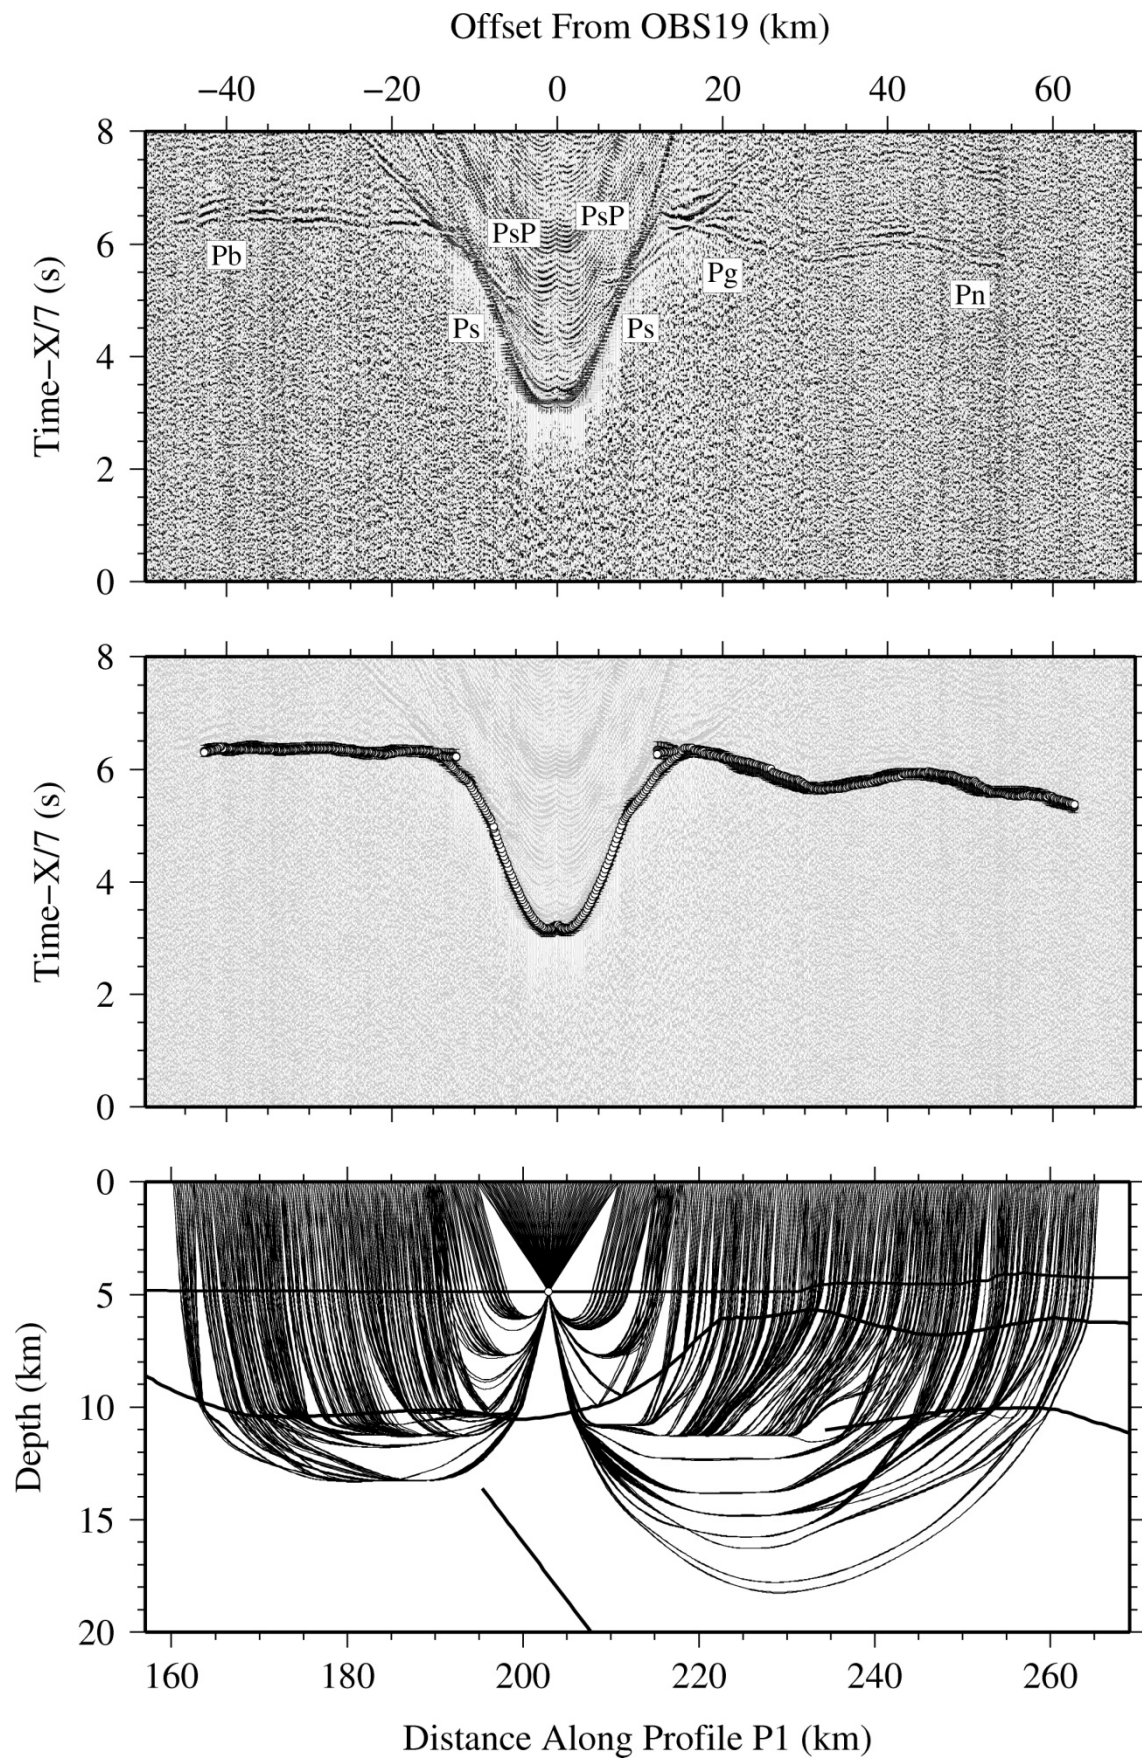 Offset From OBS19 (km)
−40 −20 0 20 40 60
8
6
4
2
0
Time−X/7 (s)
PsP PsP
Pb
Pg
Pn
Ps Ps
8
6
4
2
0
Time−X/7 (s)
0
5
10
15
20
Depth (km)
160 180 200 220 240 260
Distance Along Profile P1 (km)